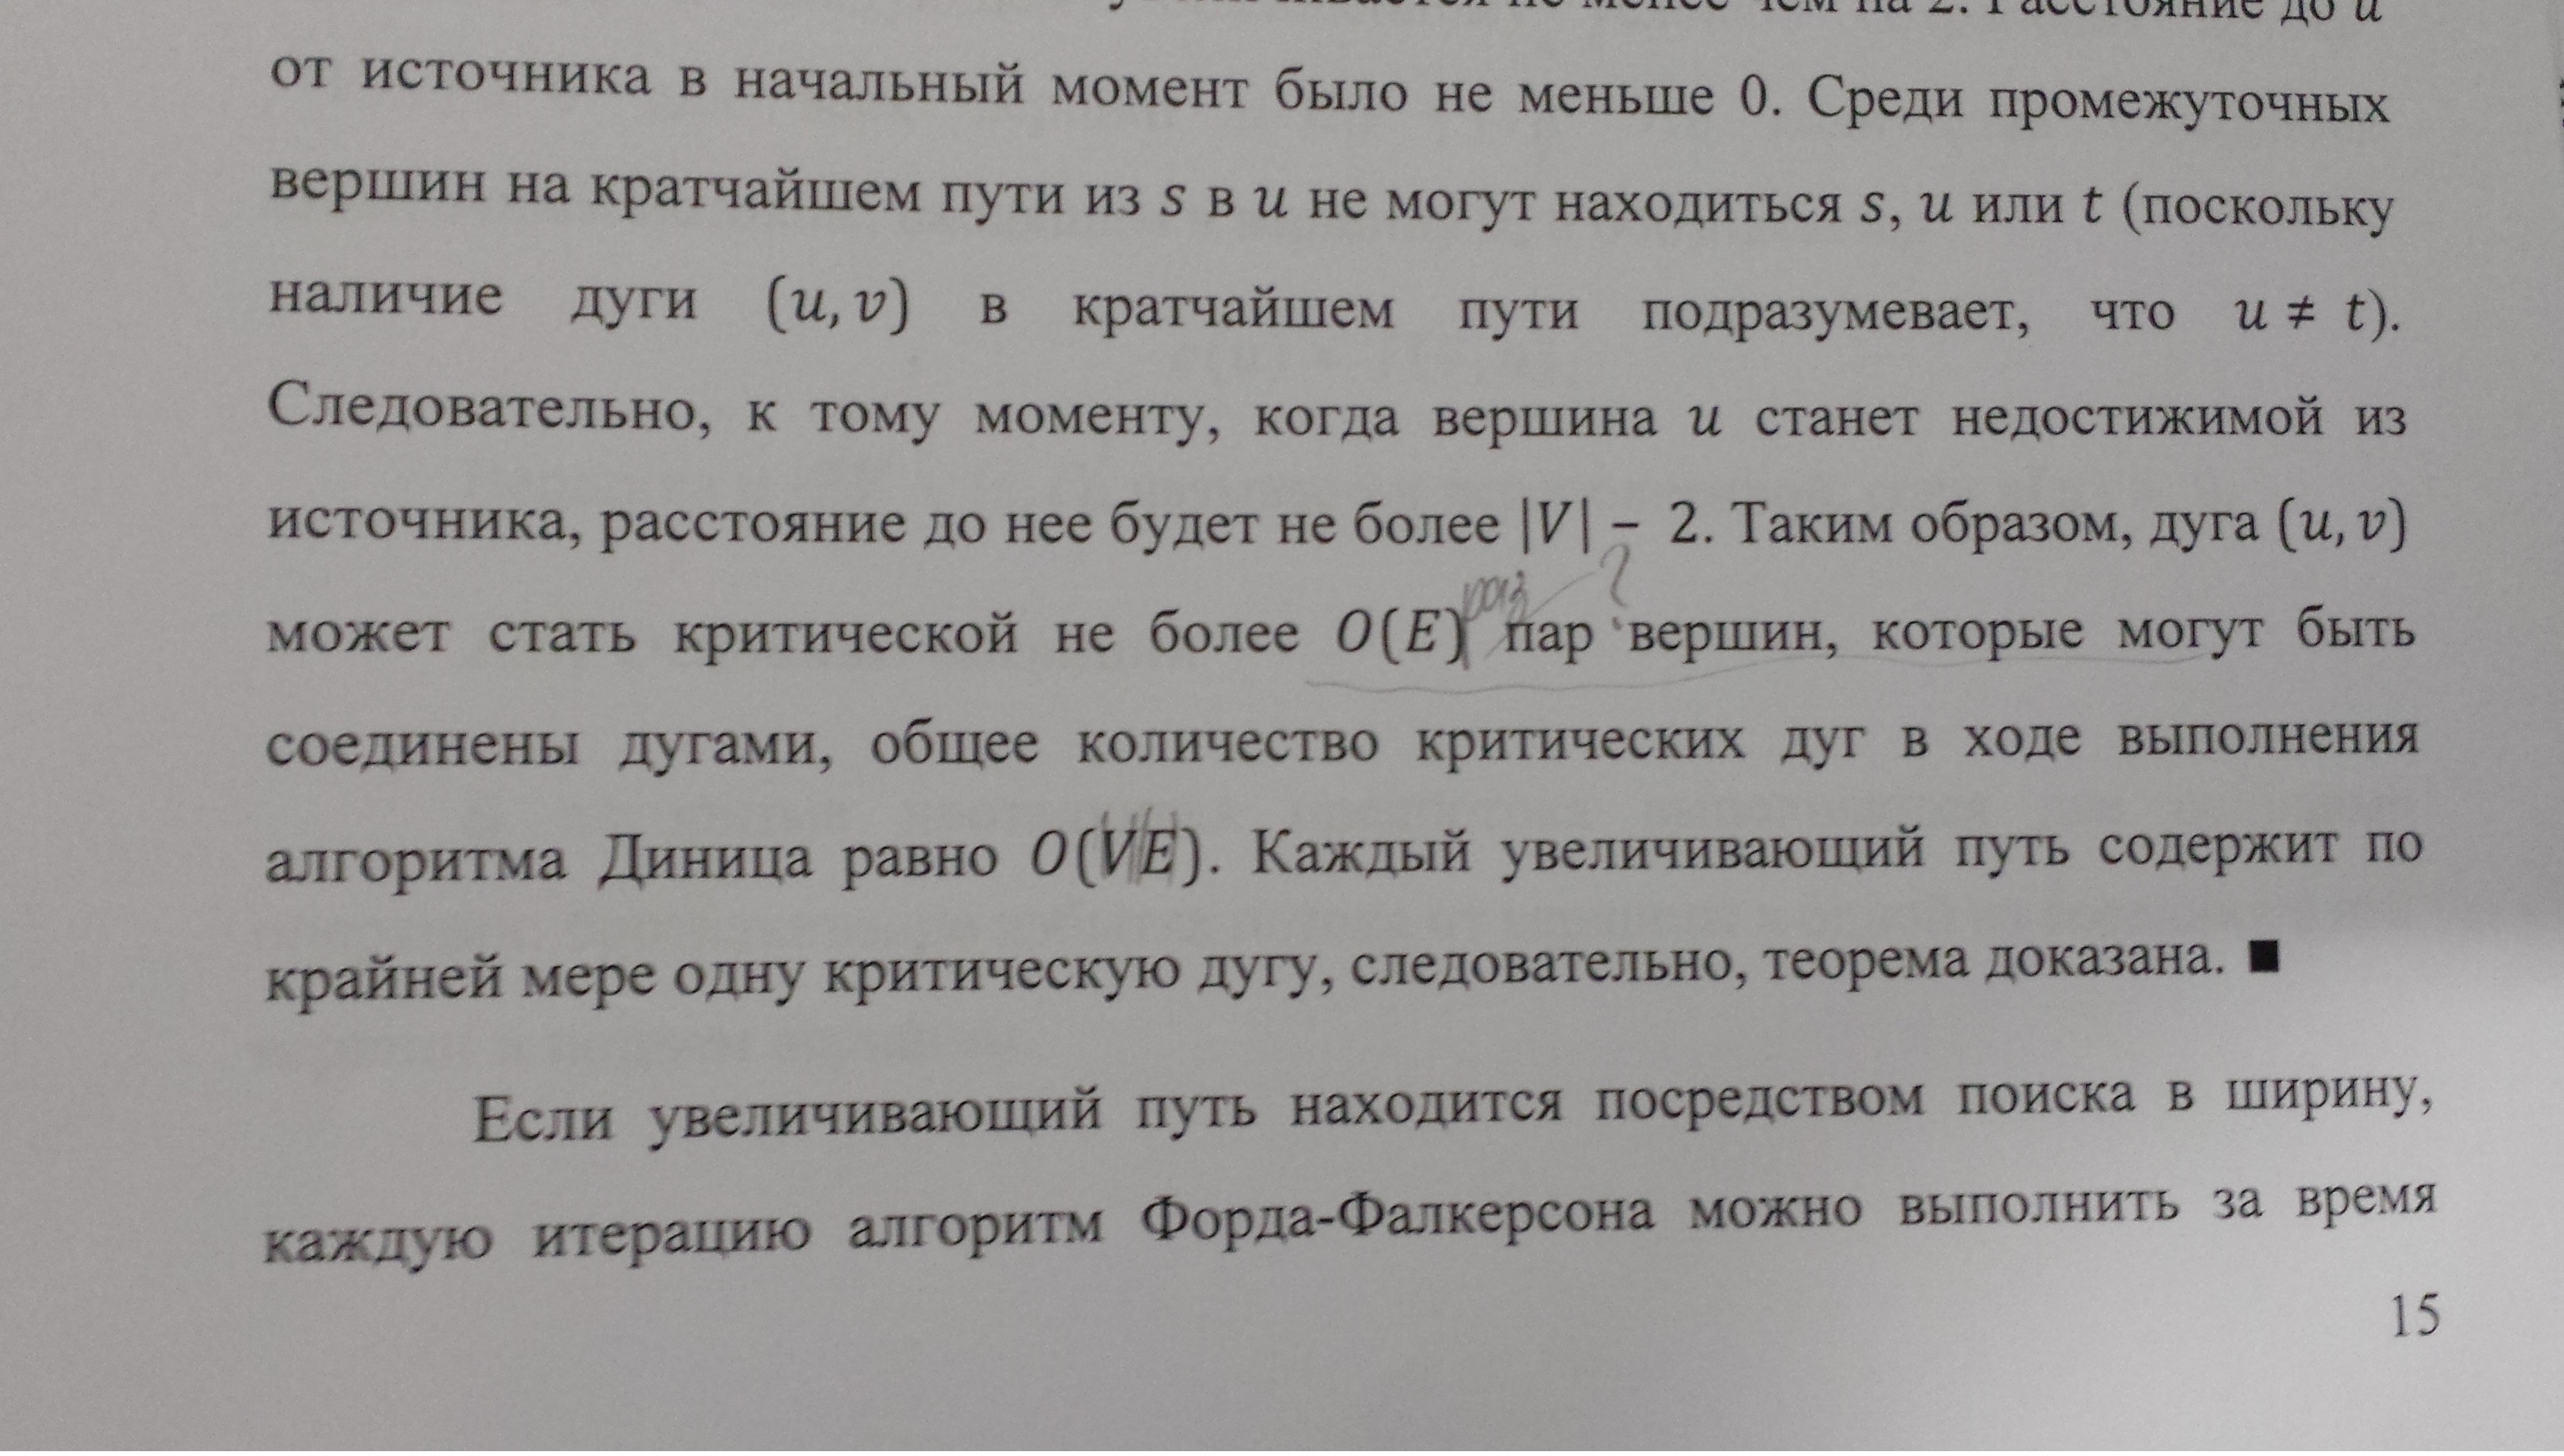 увеличивается не менее чем на 2. Расстояние до u
от источника в начальный момент было не меньше 0. Среди промежуточных
вершин на кратчайшем пути из s в u не могут находиться s, u или t (поскольку
наличие дуги (u, v) в кратчайшем пути подразумевает, что u ≠ t).
Следовательно, к тому моменту, когда вершина u станет недостижимой из
источника, расстояние до нее будет не более |V| − 2. Таким образом, дуга (u, v)
раз ?
может стать критической не более O(E) пар вершин, которые могут быть
соединены дугами, общее количество критических дуг в ходе выполнения
алгоритма Диница равно O(VE). Каждый увеличивающий путь содержит по
крайней мере одну критическую дугу, следовательно, теорема доказана. ■
Если увеличивающий путь находится посредством поиска в ширину,
каждую итерацию алгоритм Форда-Фалкерсона можно выполнить за время
15